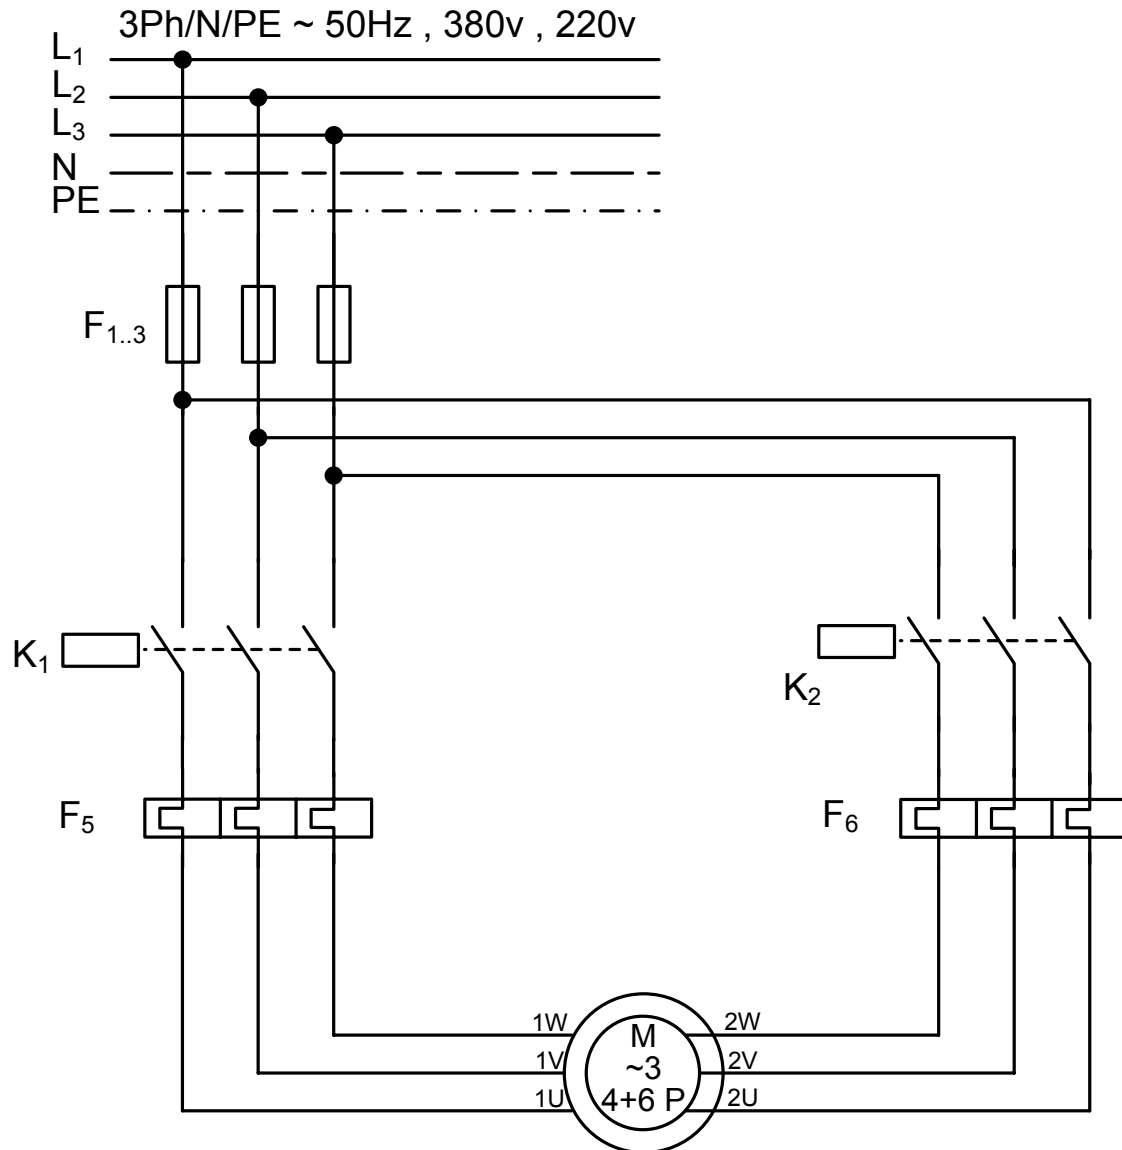 3Ph/N/PE ~ 50Hz , 380v , 220v
L1
L2
L3
N
PE
F1..3
K1
K2
F5
F6
1W
M
2W
1V
~3
2V
1U
4+6 P
2U